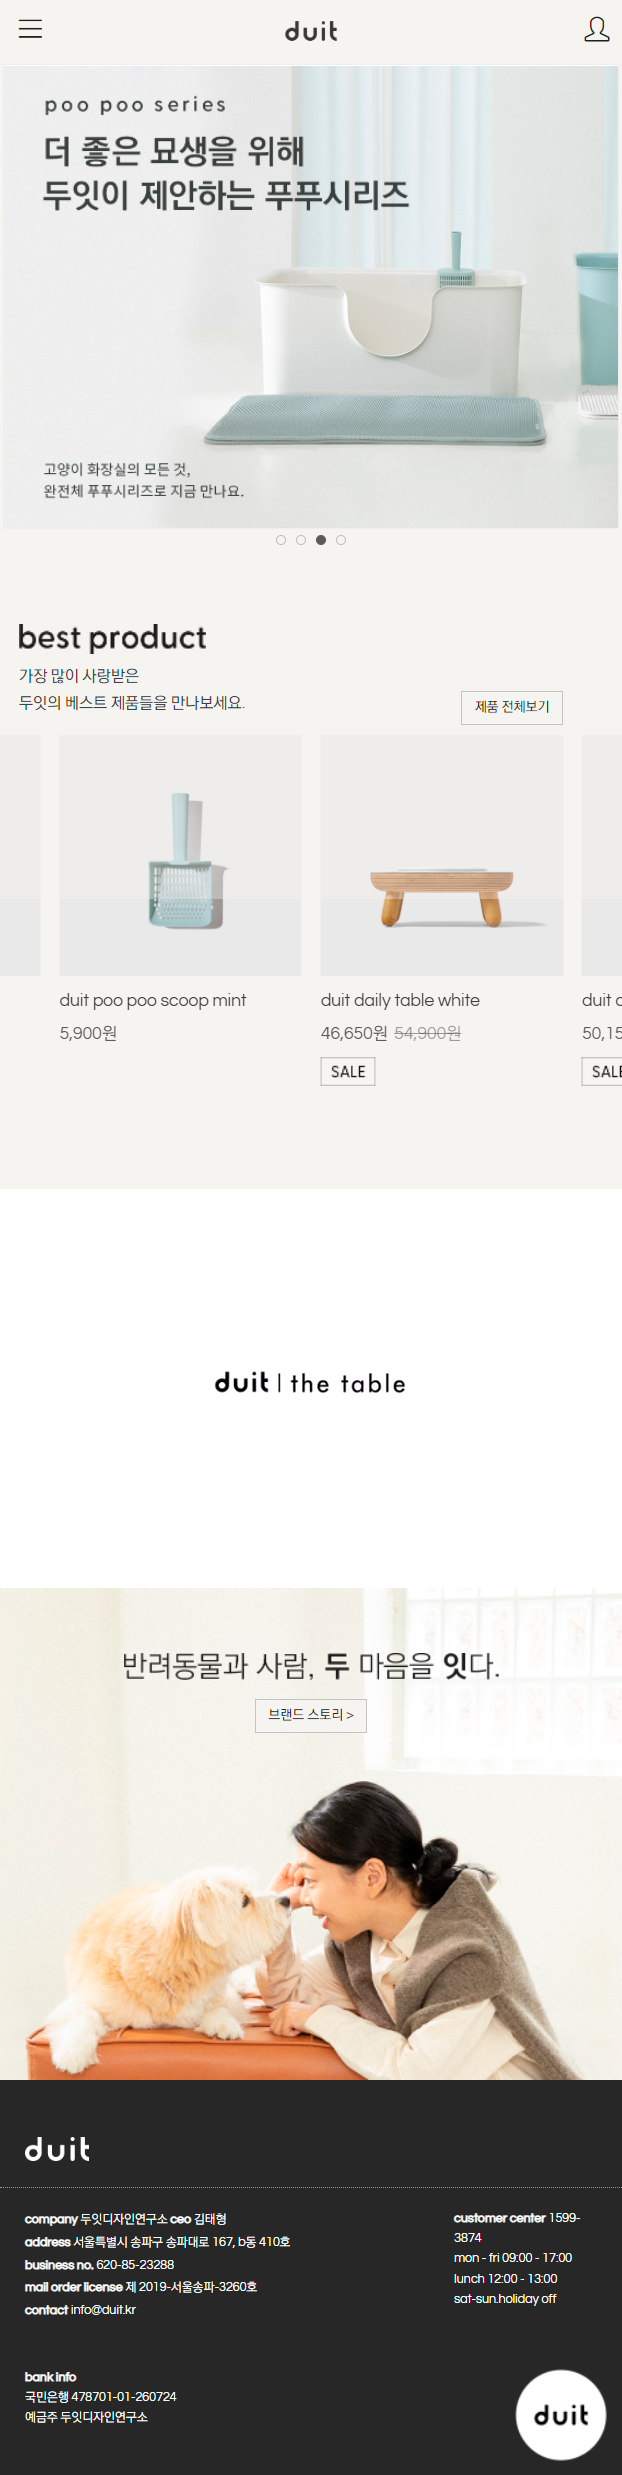 duit
poo poo series
더 좋은 묘생을 위해
두잇이 제안하는 푸푸시리즈
고양이 화장실의 모든 것,
완전체 푸푸시리즈로 지금 만나요.
best product
가장 많이 사랑받은
두잇의 베스트 제품들을 만나보세요.
제품 전체보기
duit poo poo scoop mint
5,900원
duit daily table white
46,650원 54,900원
SALE
duit
50,15
SALE
duit | the table
반려동물과 사람, 두 마음을 잇다.
브랜드 스토리 >
duit
company 두잇디자인연구소 ceo 김태형
address 서울특별시 송파구 송파대로 167, b동 410호
business no. 620-85-23288
mail order license 제 2019-서울송파-3260호
contact info@duit.kr
customer center 1599-
3874
mon - fri 09:00 - 17:00
lunch 12:00 - 13:00
sat-sun.holiday off
bank info
국민은행 478701-01-260724
예금주 두잇디자인연구소
duit